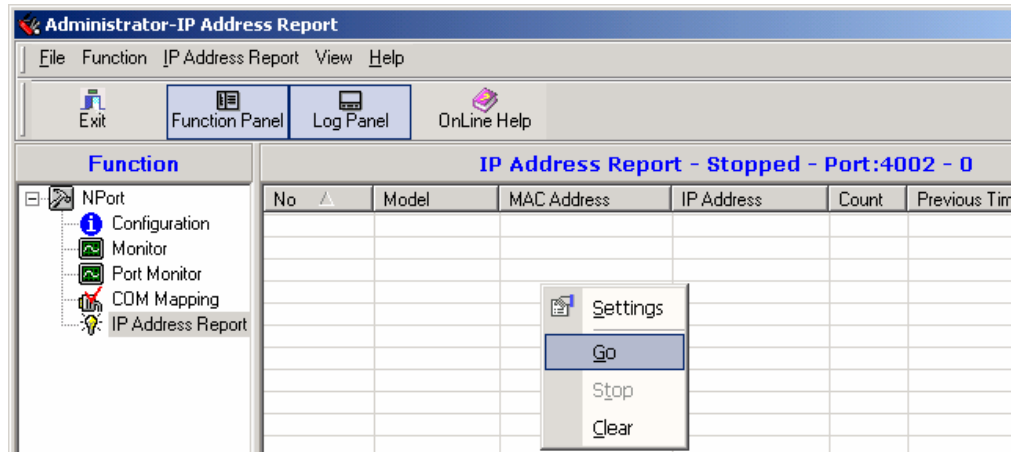 Administrator-IP Address Report
File Function IP Address Report View Help
Exit Function Panel Log Panel OnLine Help
Function
IP Address Report - Stopped - Port:4002 - 0
No Model MAC Address IP Address Count Previous Tim
NPort
Configuration
Monitor
Port Monitor
COM Mapping
IP Address Report
Settings
Go
Stop
Clear